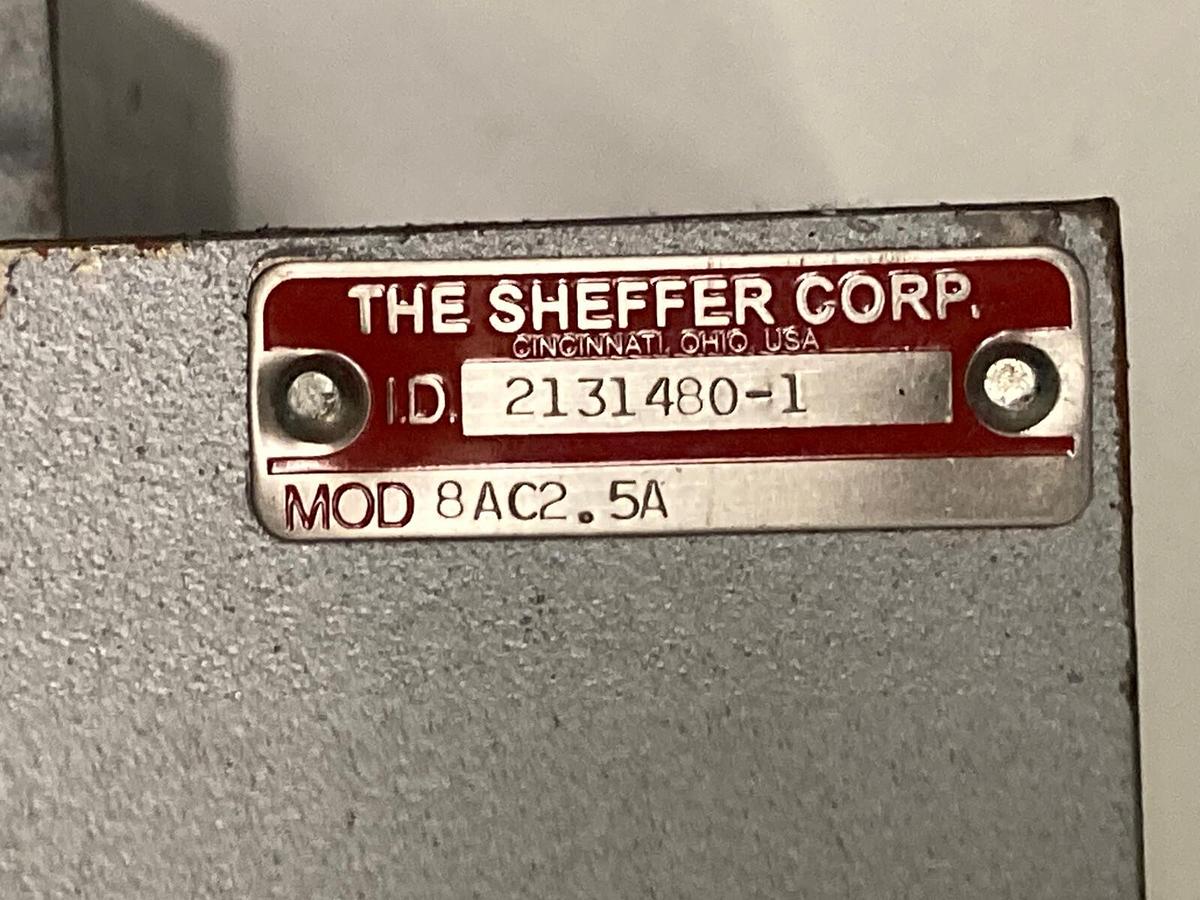 THE SHEFFER CORP.
CINCINNATI, OHIO, USA
I.D. 2131480-1
MOD 8AC2.5A